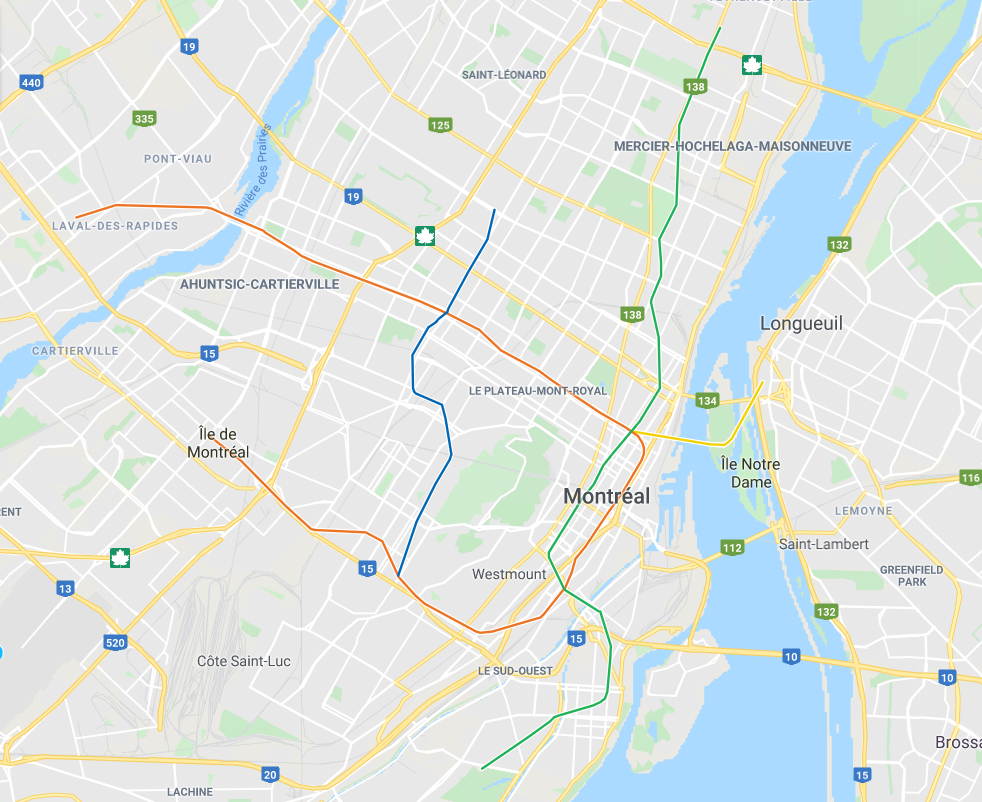 19
440
SAINT-LÉONARD
138
335
125
MERCIER-HOCHELAGA-MAISONNEUVE
PONT-VIAU
Rivière des Prairies
19
LAVAL-DES-RAPIDES
132
AHUNTSIC-CARTIERVILLE
138
Longueuil
CARTIERVILLE
15
LE PLATEAU-MONT-ROYAL
134
Île de
Montréal
Île Notre
Dame
116
Montréal
LEMOYNE
112
Saint-Lambert
15
Westmount
GREENFIELD
PARK
13
132
520
15
10
Côte Saint-Luc
LE SUD-OUEST
10
20
15
LACHINE